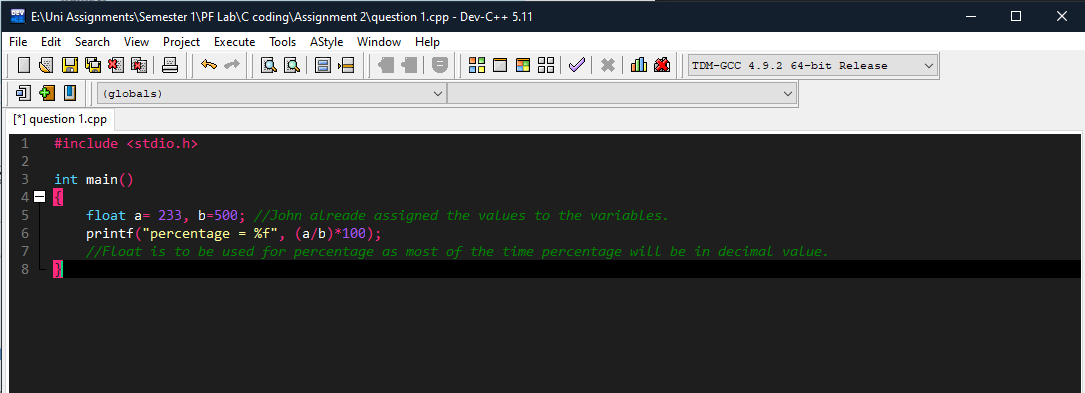 E:\Uni Assignments\Semester 1\PF Lab\C coding\Assignment 2\question 1.cpp - Dev-C++ 5.11
File Edit Search View Project Execute Tools AStyle Window Help
TDM-GCC 4.9.2 64-bit Release
(globals)
[*] question 1.cpp
1 #include <stdio.h>
2
3 int main()
4 {
5 float a= 233, b=500; //John alreade assigned the values to the variables.
6 printf("percentage = %f", (a/b)*100);
7 //Float is to be used for percentage as most of the time percentage will be in decimal value.
8 }